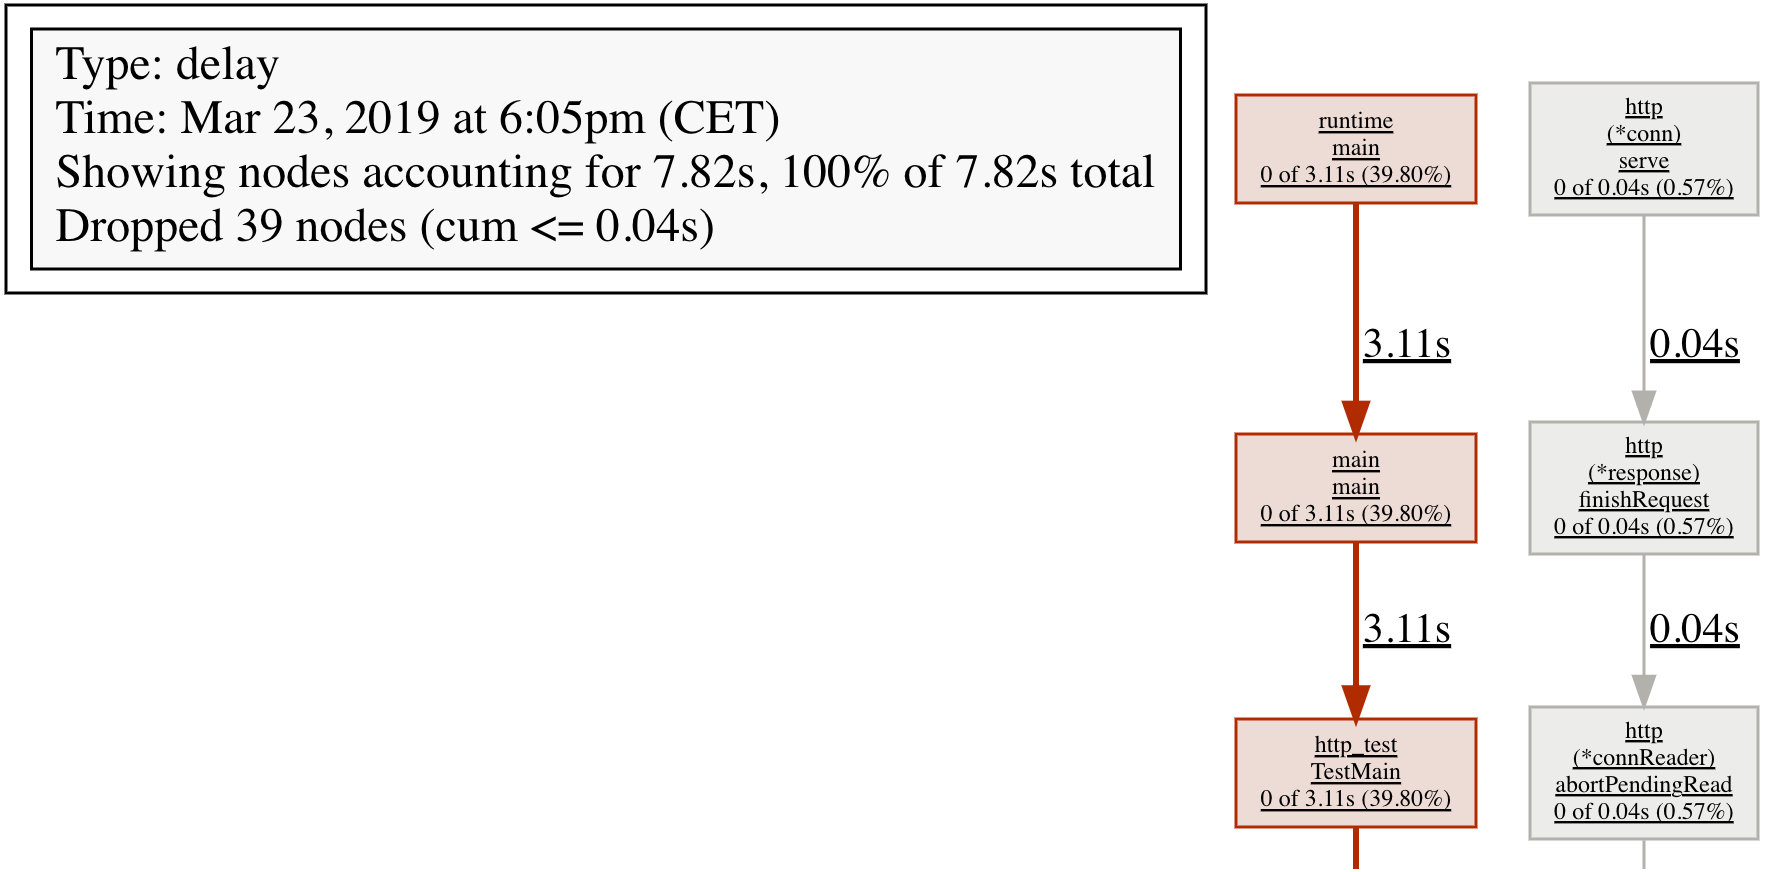 Type: delay
Time: Mar 23, 2019 at 6:05pm (CET)
Showing nodes accounting for 7.82s, 100% of 7.82s total
Dropped 39 nodes (cum <= 0.04s)
runtime
main
0 of 3.11s (39.80%)
3.11s
main
main
0 of 3.11s (39.80%)
3.11s
http_test
TestMain
0 of 3.11s (39.80%)
http
(*conn)
serve
0 of 0.04s (0.57%)
0.04s
http
(*response)
finishRequest
0 of 0.04s (0.57%)
0.04s
http
(*connReader)
abortPendingRead
0 of 0.04s (0.57%)